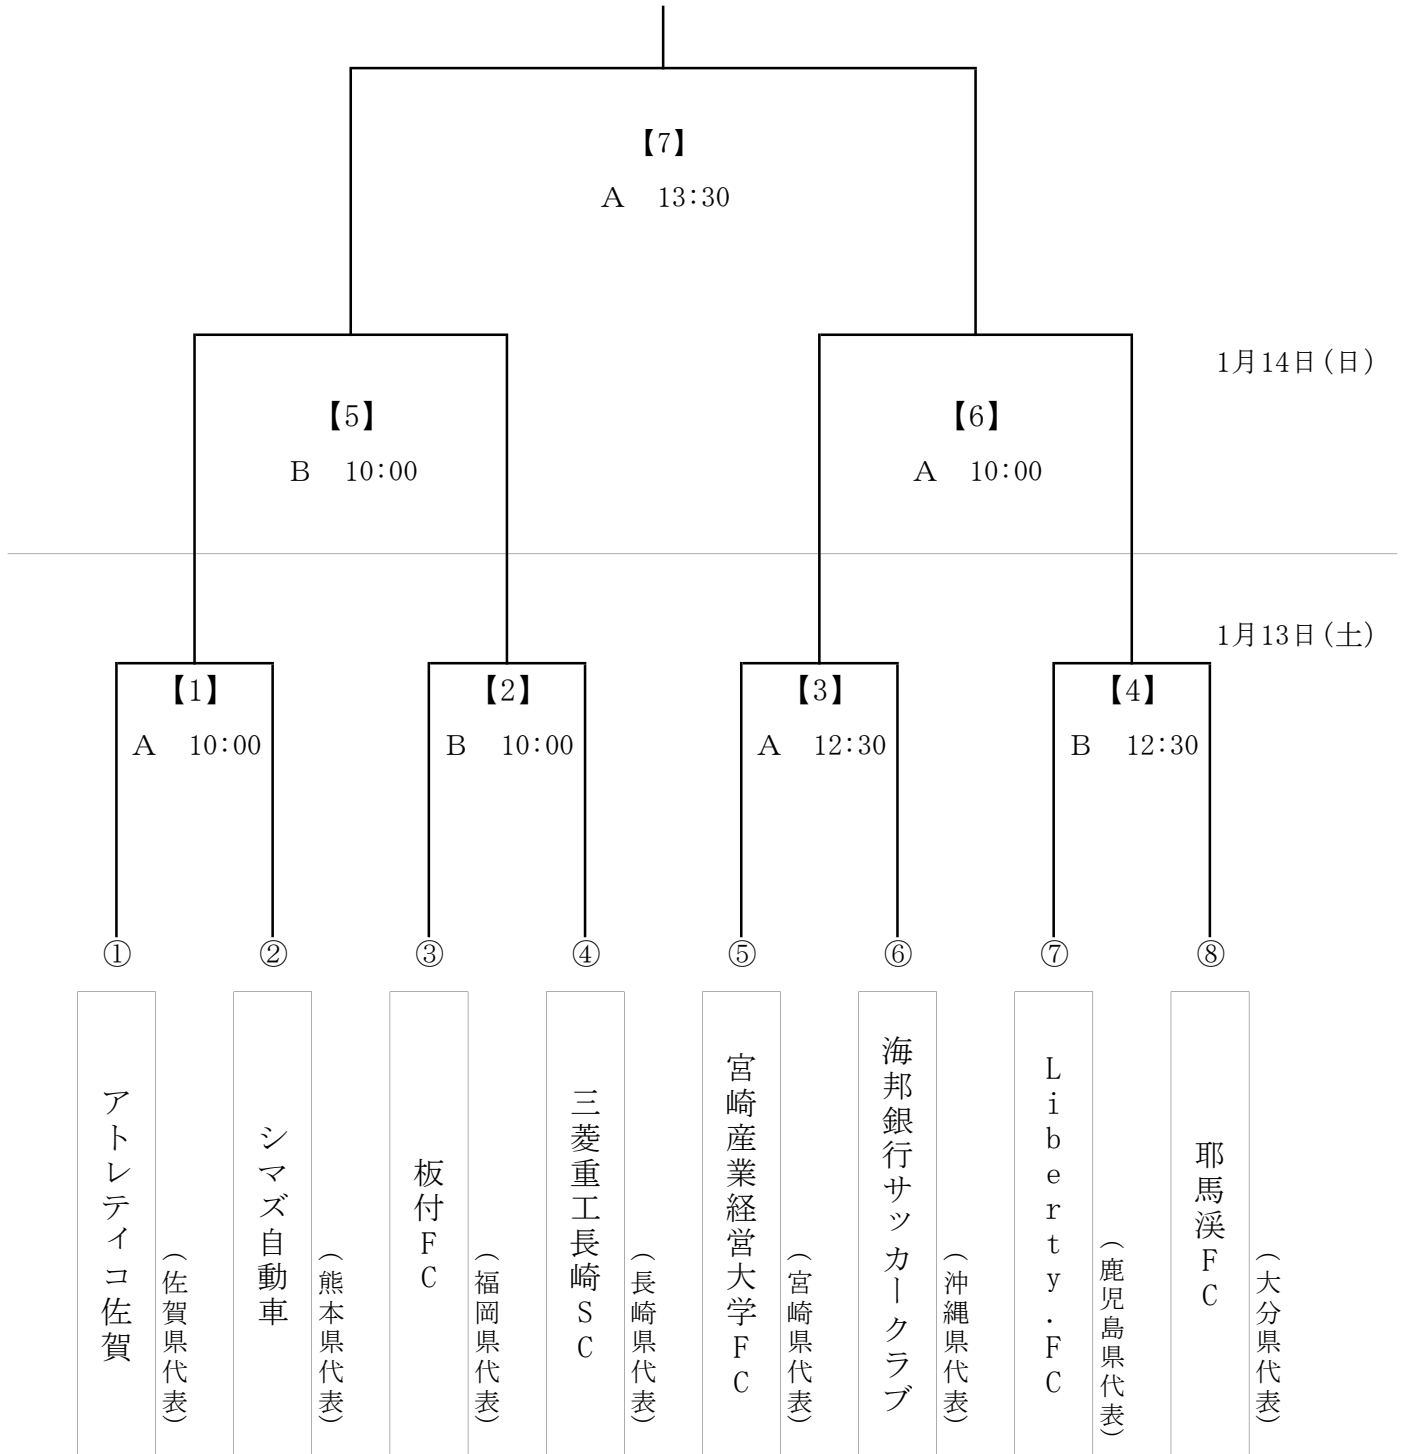 【7】
A 13:30
1月14日(日)
【5】
【6】
B 10:00
A 10:00
1月13日(土)
【1】
【2】
【3】
【4】
A 10:00
B 10:00
A 12:30
B 12:30
①
②
③
④
⑤
⑥
⑦
⑧
アトレティコ佐賀
(佐賀県代表)
シマズ自動車
(熊本県代表)
板付FC
(福岡県代表)
三菱重工長崎SC
(長崎県代表)
宮崎産業経営大学FC
(宮崎県代表)
海邦銀行サッカークラブ
(沖縄県代表)
Liberty.FC
(鹿児島県代表)
耶馬渓FC
(大分県代表)